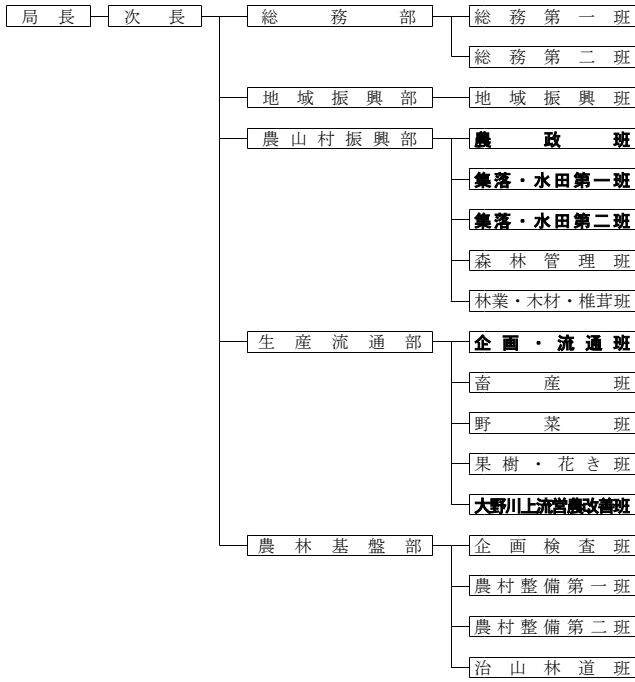 局長 次長 総務部 総務第一班
総務第二班
地域振興部 地域振興班
農山村振興部 農政班
集落・水田第一班
集落・水田第二班
森林管理班
林業・木材・椎茸班
生産流通部 企画・流通班
畜産班
野菜班
果樹・花き班
大野川上流営農改善班
農林基盤部 企画検査班
農村整備第一班
農村整備第二班
治山林道班